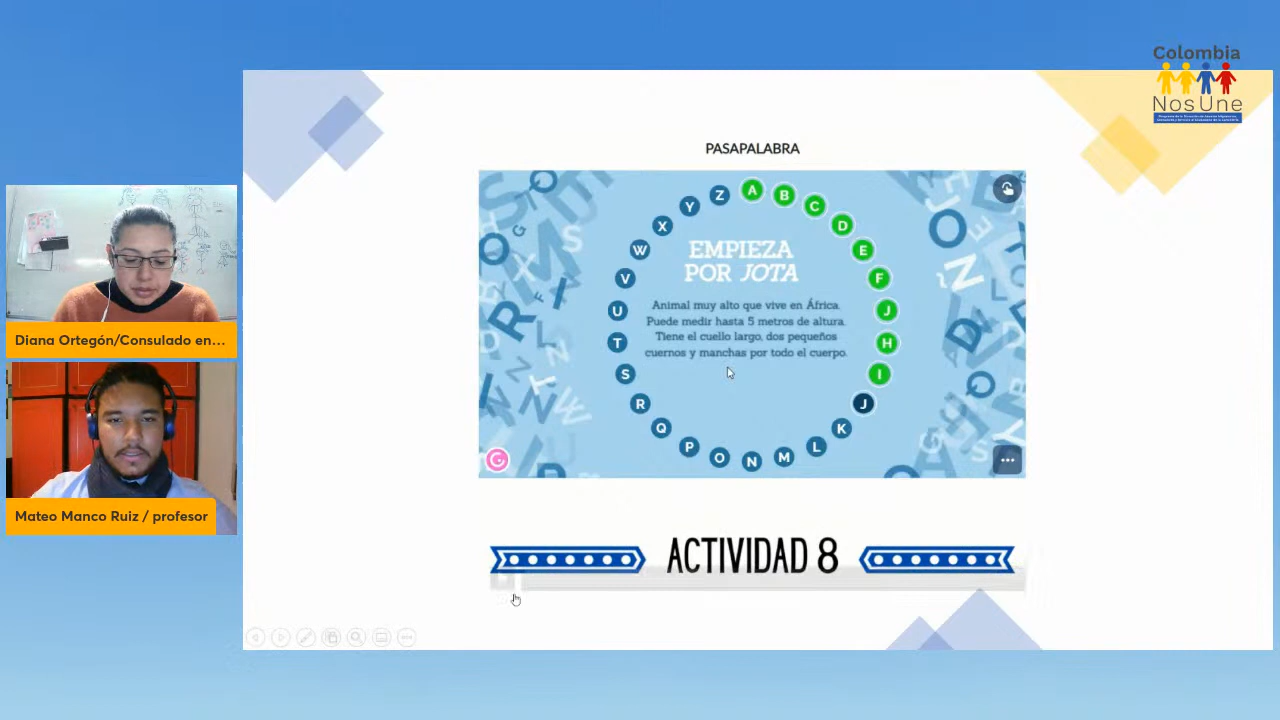 Colombia
NosUne
PASAPALABRA
A
B
C
D
E
F
J
H
I
J
K
L
M
N
O
P
Q
R
S
T
U
V
W
X
Y
Z
EMPIEZA
POR JOTA
Animal muy alto que vive en África.
Puede medir hasta 5 metros de altura.
Tiene el cuello largo, dos pequeños
cuernos y manchas por todo el cuerpo.
Diana Ortegón/Consulado en...
Mateo Manco Ruiz / profesor
ACTIVIDAD 8